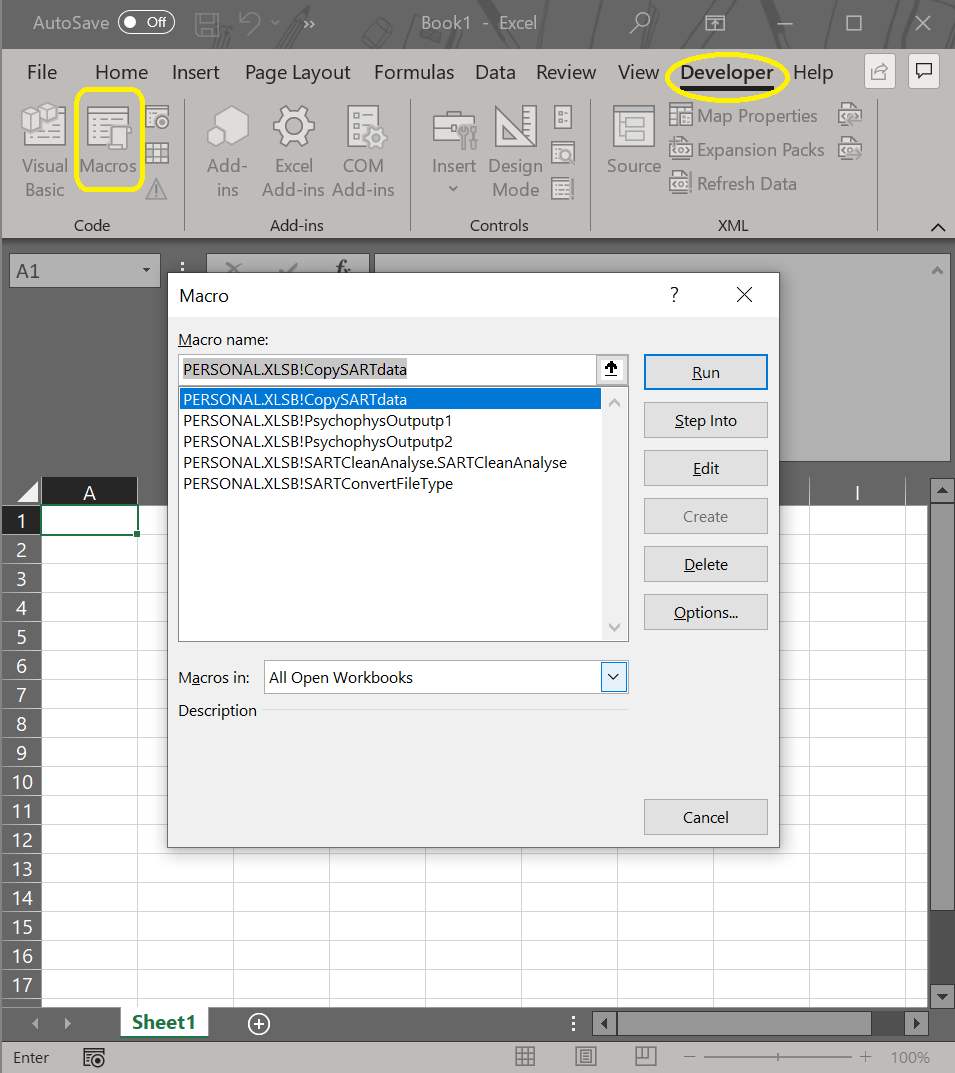 AutoSave Off Book1 - Excel
File Home Insert Page Layout Formulas Data Review View Developer Help
Visual Basic
Macros
Add-ins
Excel Add-ins
COM Add-ins
Insert
Design Mode
Source
Map Properties
Expansion Packs
Refresh Data
Code Add-ins Controls XML
A1 fx
Macro ?
Macro name:
PERSONAL.XLSB!CopySARTdata
Run
PERSONAL.XLSB!CopySARTdata
PERSONAL.XLSB!PsychophysOutputp1
PERSONAL.XLSB!PsychophysOutputp2
PERSONAL.XLSB!SARTCleanAnalyse.SARTCleanAnalyse
PERSONAL.XLSB!SARTConvertFileType
Step Into
Edit
Create
Delete
Options...
Macros in: All Open Workbooks
Description
Cancel
A I
1
2
3
4
5
6
7
8
9
10
11
12
13
14
15
16
17
Sheet1
Enter 100%